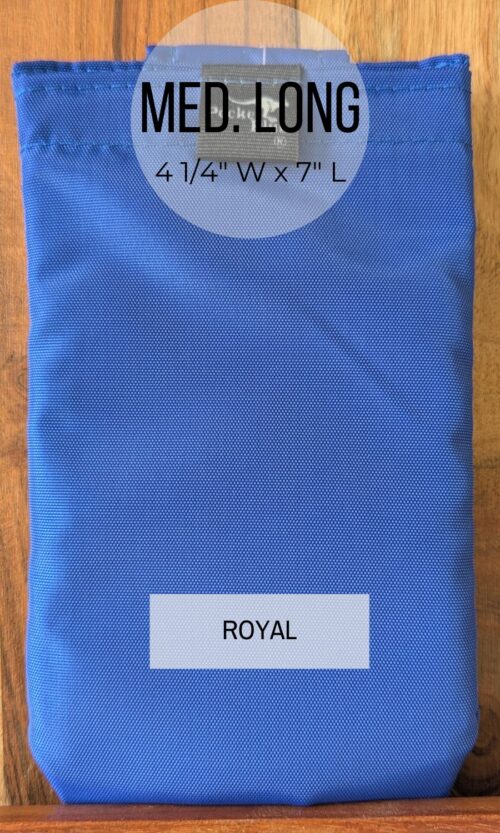 MED. LONG
4 1/4" W x 7" L
ROYAL